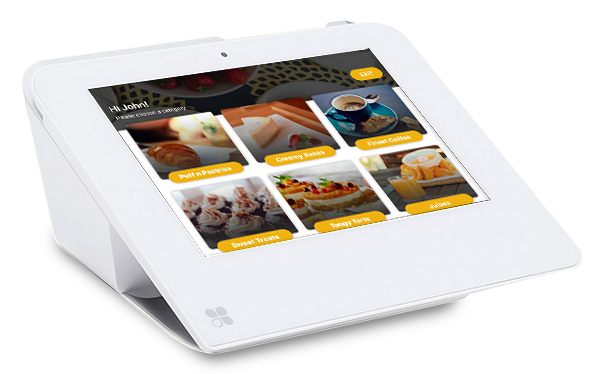 EXIT
Hi John!
Please choose a category
Puff n Pastries
Creamy Bakes
Finest Coffee
Sweet Treats
Tangy Tarts
Juices